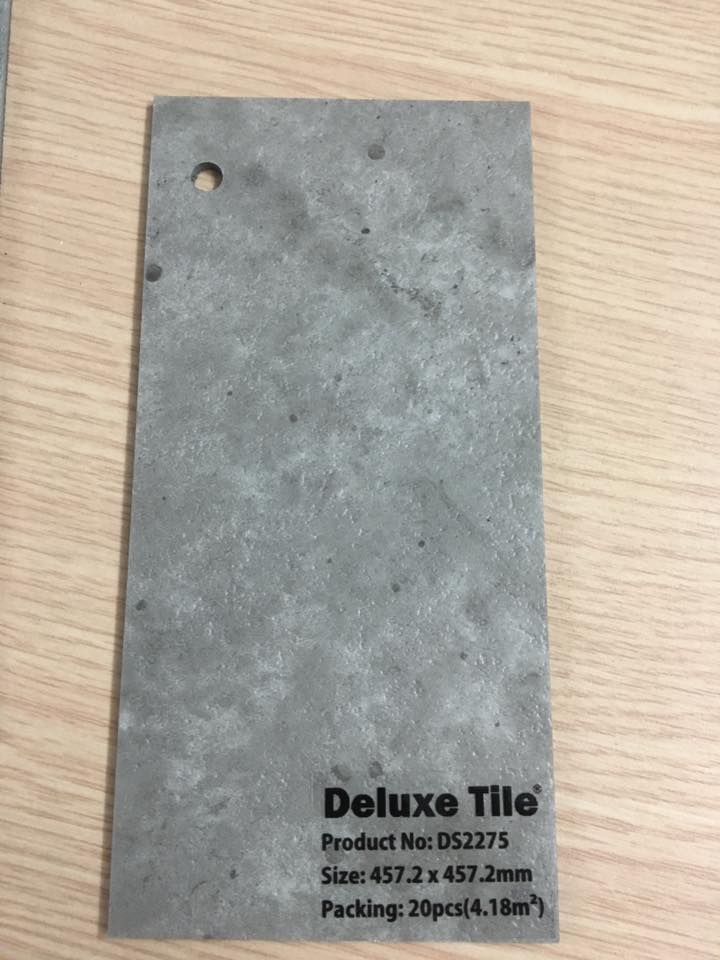 Deluxe Tile®
Product No: DS2275
Size: 457.2 x 457.2mm
Packing: 20pcs(4.18m²)